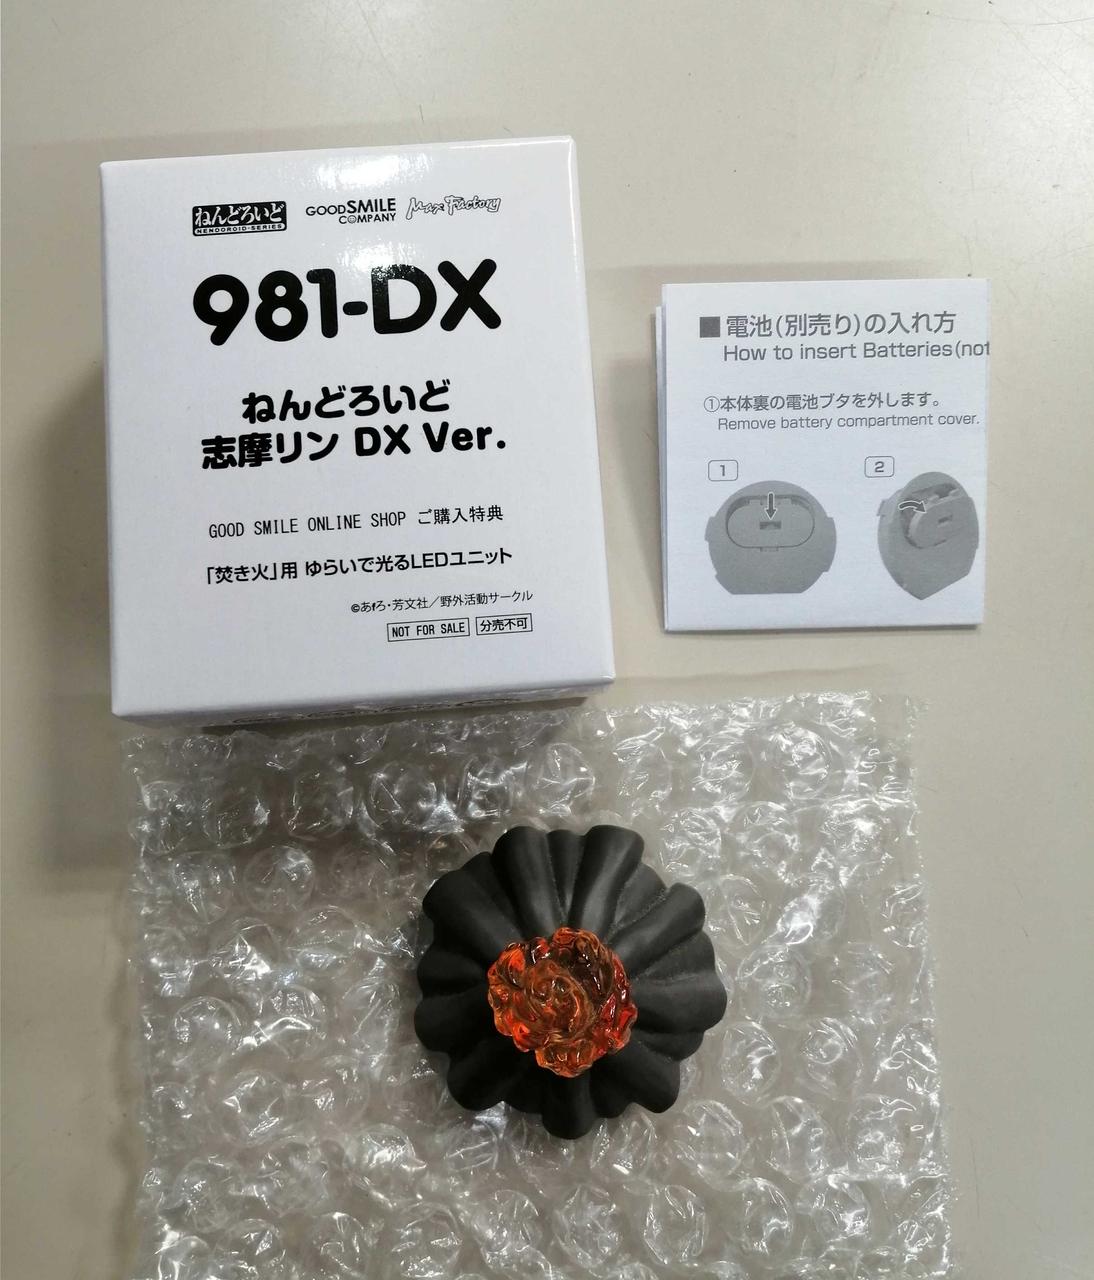 ねんどろいど
NENDOROID-SERIES
GOODSMILE
COMPANY
Max Factory
981-DX
ねんどろいど
志摩リン DX Ver.
GOOD SMILE ONLINE SHOP ご購入特典
「焚き火」用 ゆらいで光るLEDユニット
©あfろ・芳文社／野外活動サークル
NOT FOR SALE 分売不可
■電池(別売り)の入れ方
How to insert Batteries(not
①本体裏の電池ブタを外します。
Remove battery compartment cover.
1
2